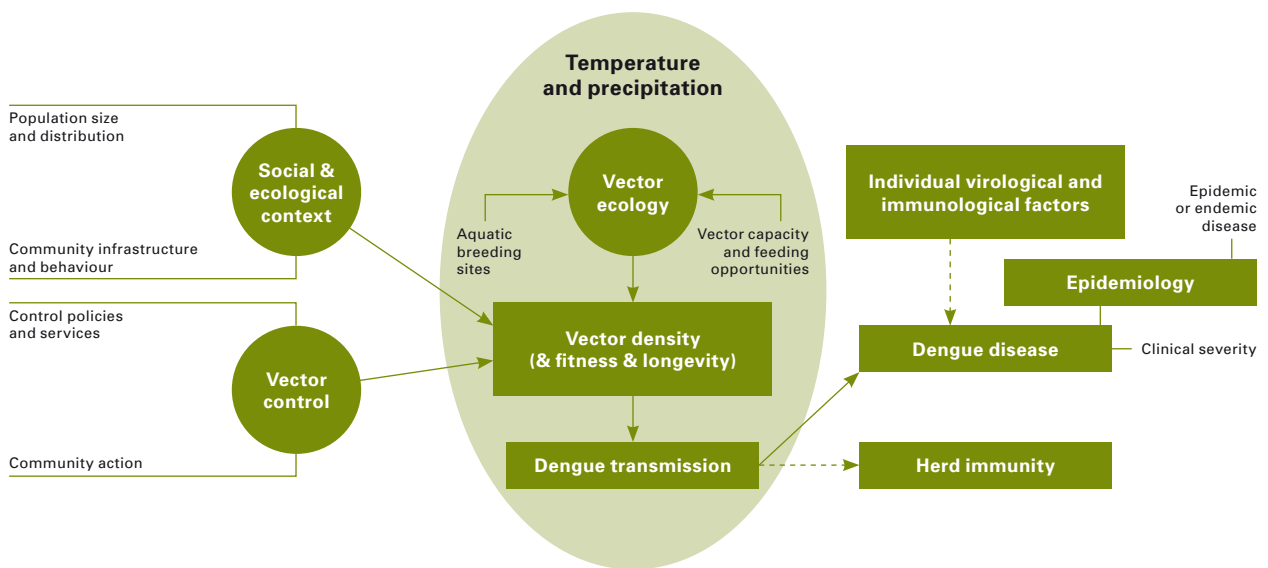 Temperature
and precipitation
Population size
and distribution
Social &
ecological
context
Community infrastructure
and behaviour
Control policies
and services
Vector
control
Community action
Vector
ecology
Aquatic
breeding
sites
Vector capacity
and feeding
opportunities
Vector density
(& fitness & longevity)
Dengue transmission
Individual virological and
immunological factors
Epidemic
or endemic
disease
Epidemiology
Dengue disease
Clinical severity
Herd immunity